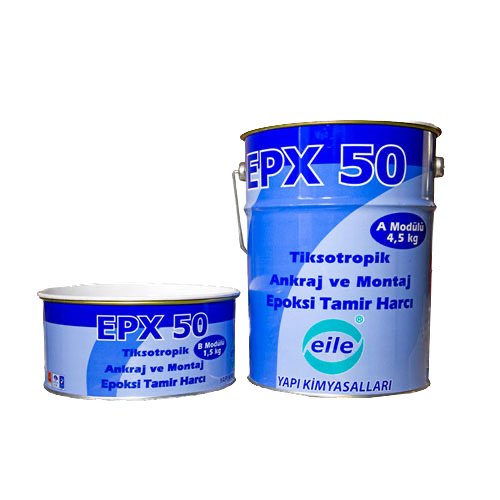 EPX 50
B Modülü
1,5 kg
Tiksotropik
Ankraj ve Montaj
Epoksi Tamir Harcı
EPX 50
A Modülü
4,5 kg
Tiksotropik
Ankraj ve Montaj
Epoksi Tamir Harcı
eile®
YAPI KİMYASALLARI